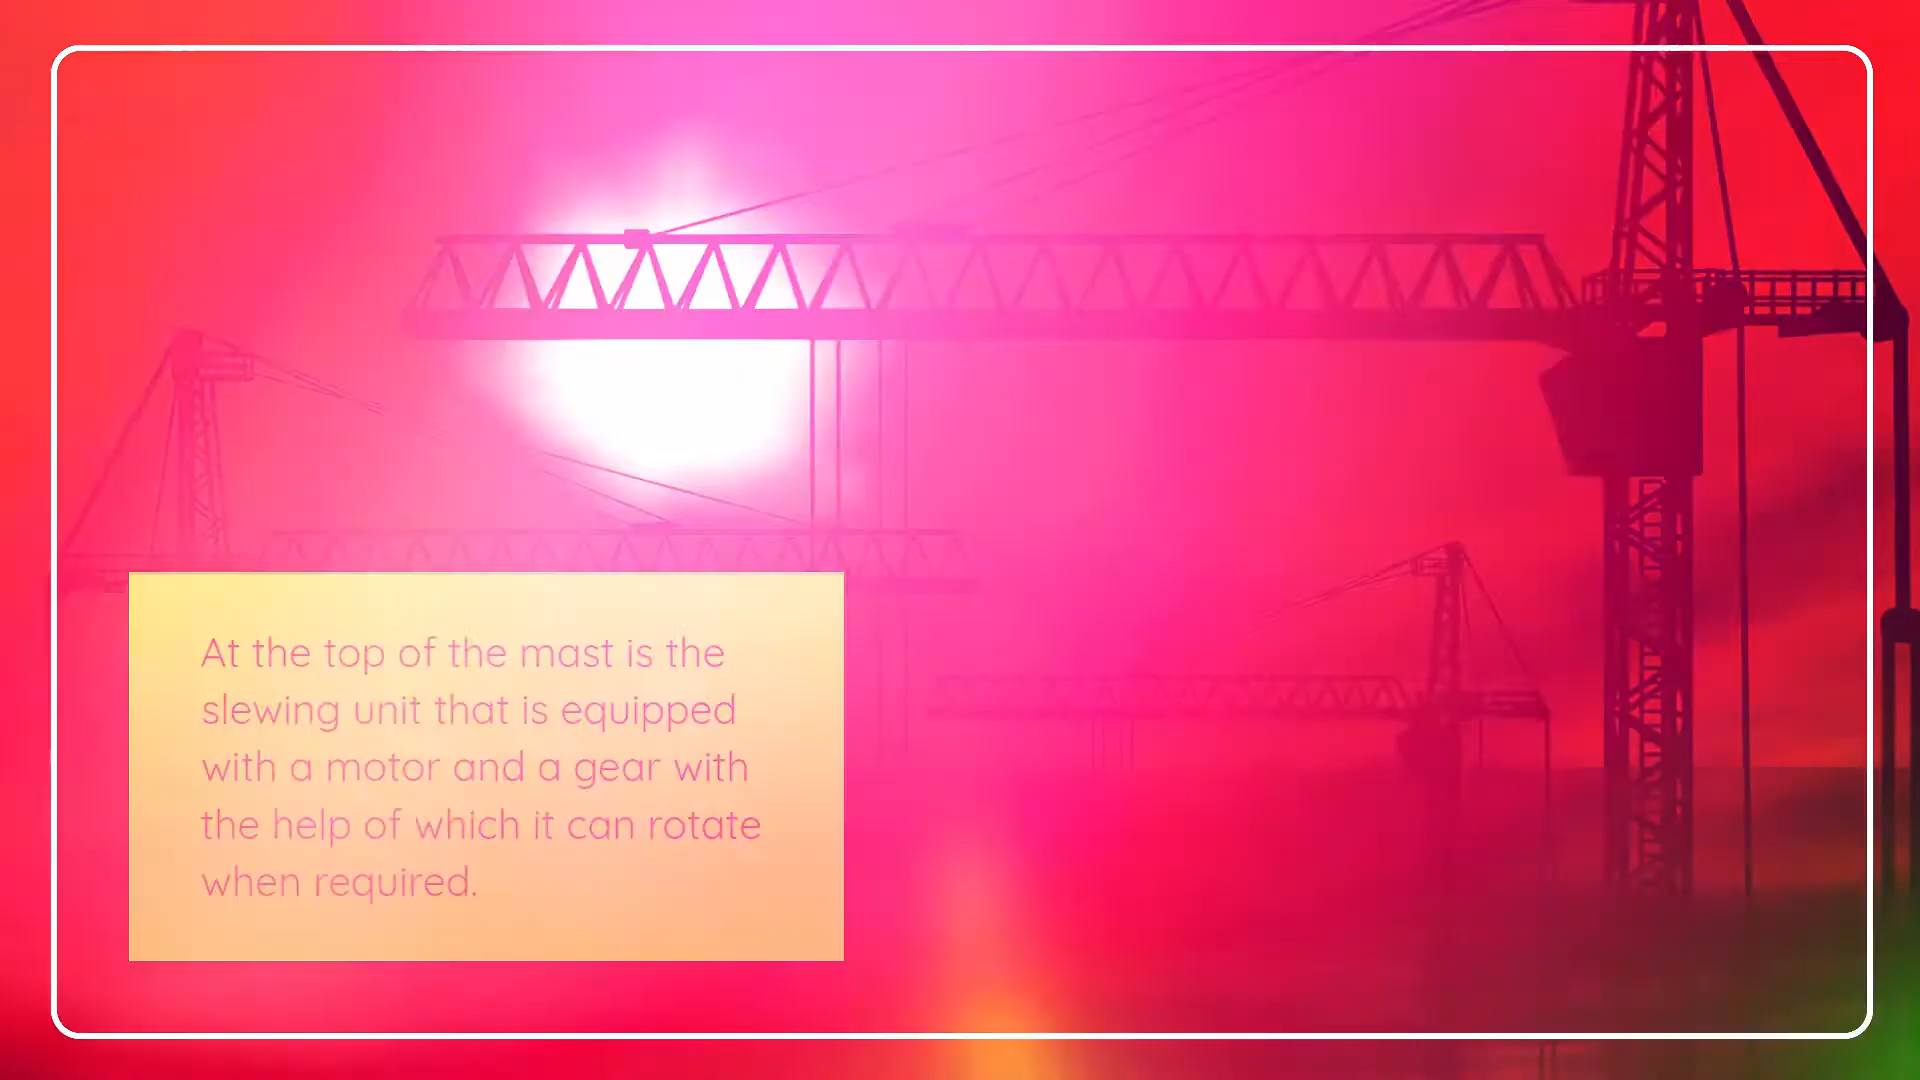 At the top of the mast is the
slewing unit that is equipped
with a motor and a gear with
the help of which it can rotate
when required.